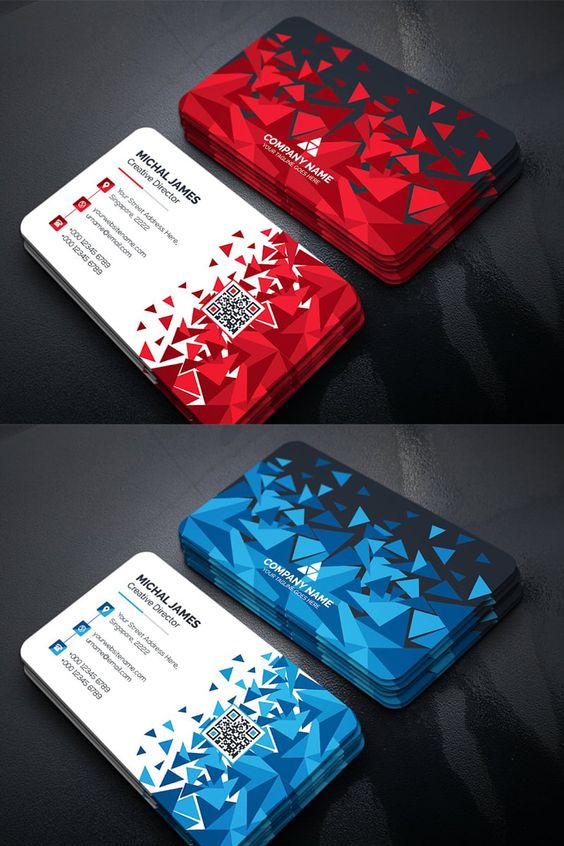 COMPANY NAME
YOUR TAGLINE GOES HERE
MICHAL JAMES
Creative Director
Your Street Address Here,
Singapore, 22222
yourwebsitename.com
urname@email.com
+000 12345 6789
+000 12345 6789
COMPANY NAME
YOUR TAGLINE GOES HERE
MICHAL JAMES
Creative Director
Your Street Address Here,
Singapore, 22222
yourwebsitename.com
urname@email.com
+000 12345 6789
+000 12345 6789